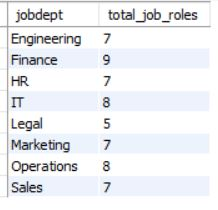 jobdept total_job_roles
Engineering 7
Finance 9
HR 7
IT 8
Legal 5
Marketing 7
Operations 8
Sales 7